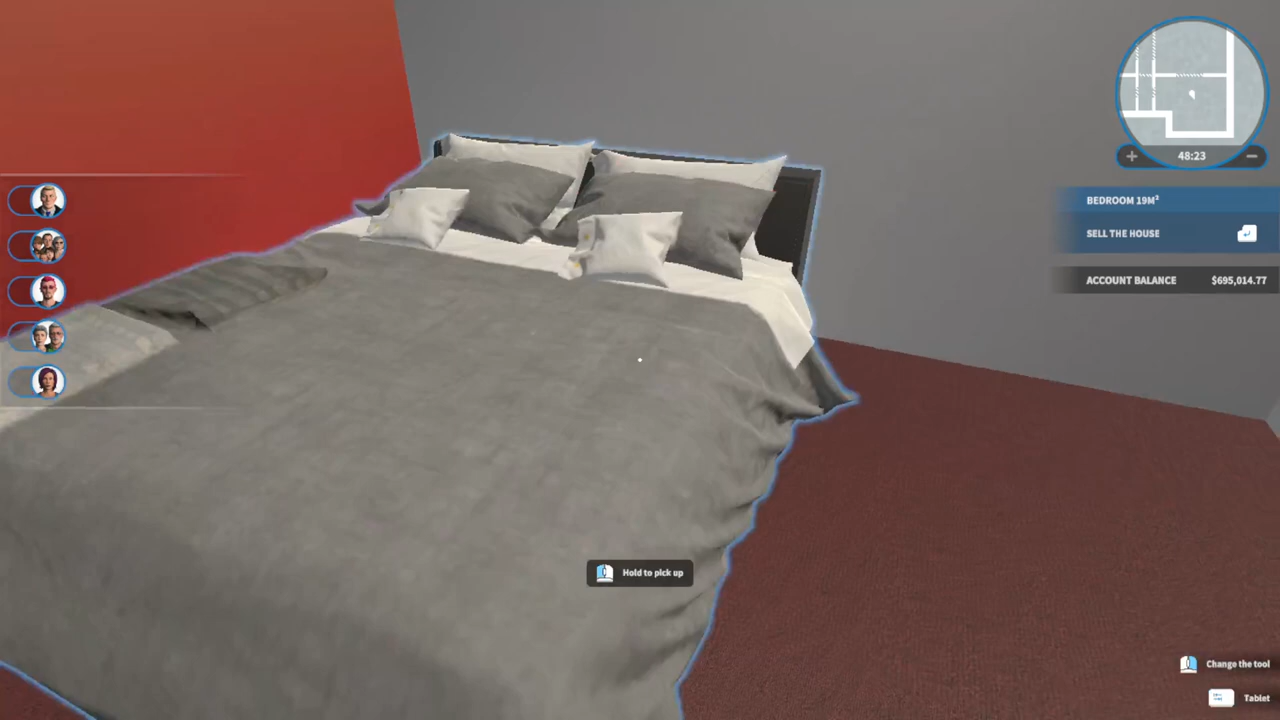 48:23
BEDROOM 19M²
SELL THE HOUSE
ACCOUNT BALANCE $695,014.77
Hold to pick up
Change the tool
Tablet